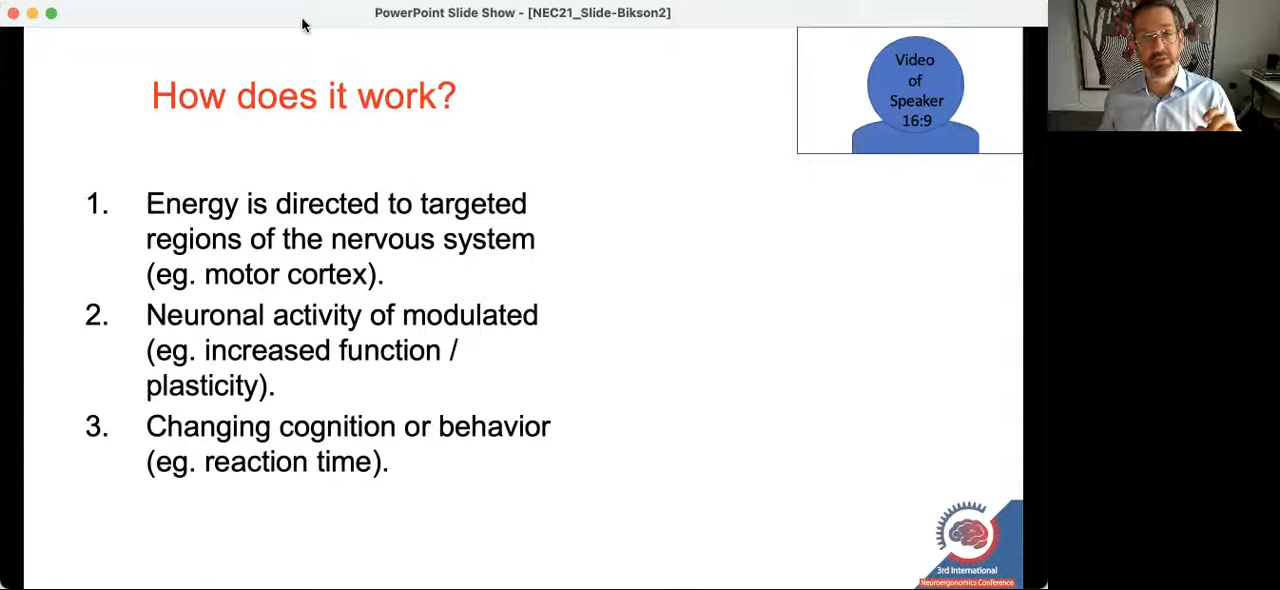 PowerPoint Slide Show - [NEC21_Slide-Bikson2]
How does it work?
Video
of
Speaker
16:9
1. Energy is directed to targeted
regions of the nervous system
(eg. motor cortex).
2. Neuronal activity of modulated
(eg. increased function /
plasticity).
3. Changing cognition or behavior
(eg. reaction time).
3rd International
Neuroergonomics Conference